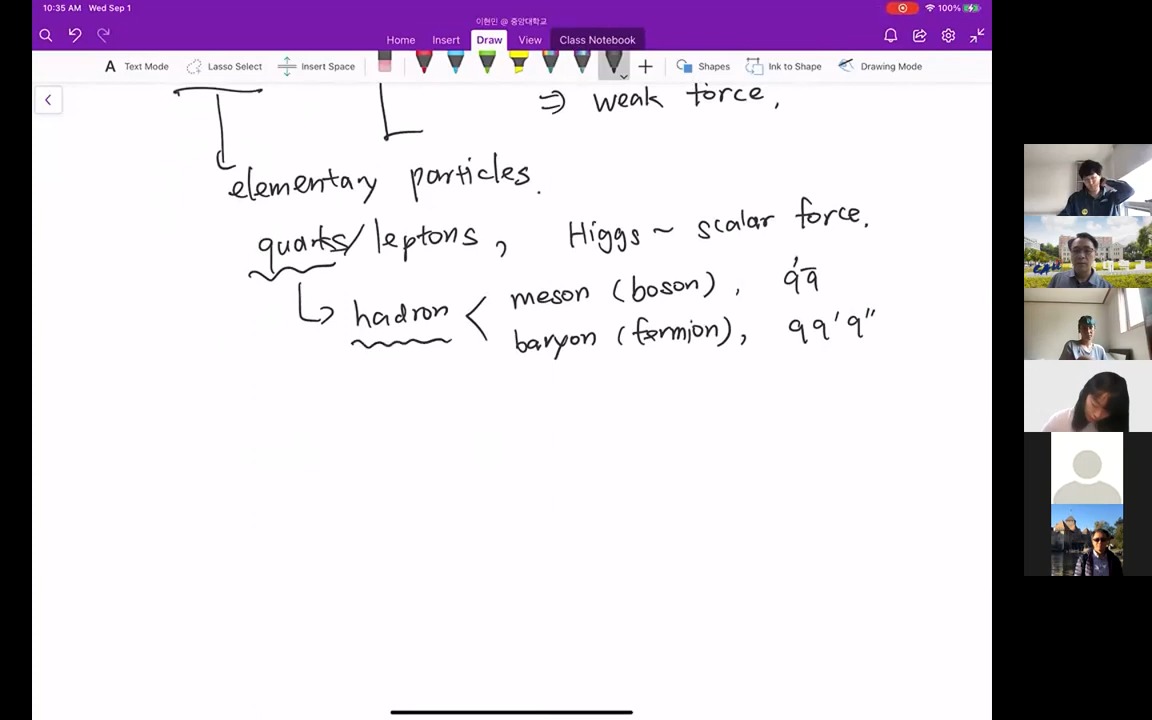 10:35 AM Wed Sep 1
100%
이현민 @ 중앙대학교
Home Insert Draw View Class Notebook
Text Mode Lasso Select Insert Space Shapes Ink to Shape Drawing Mode
⇒ weak force,
elementary particles.
quarks/leptons, Higgs ~ scalar force.
hadron < meson (boson), q'q̄
baryon (fermion), qq'q''